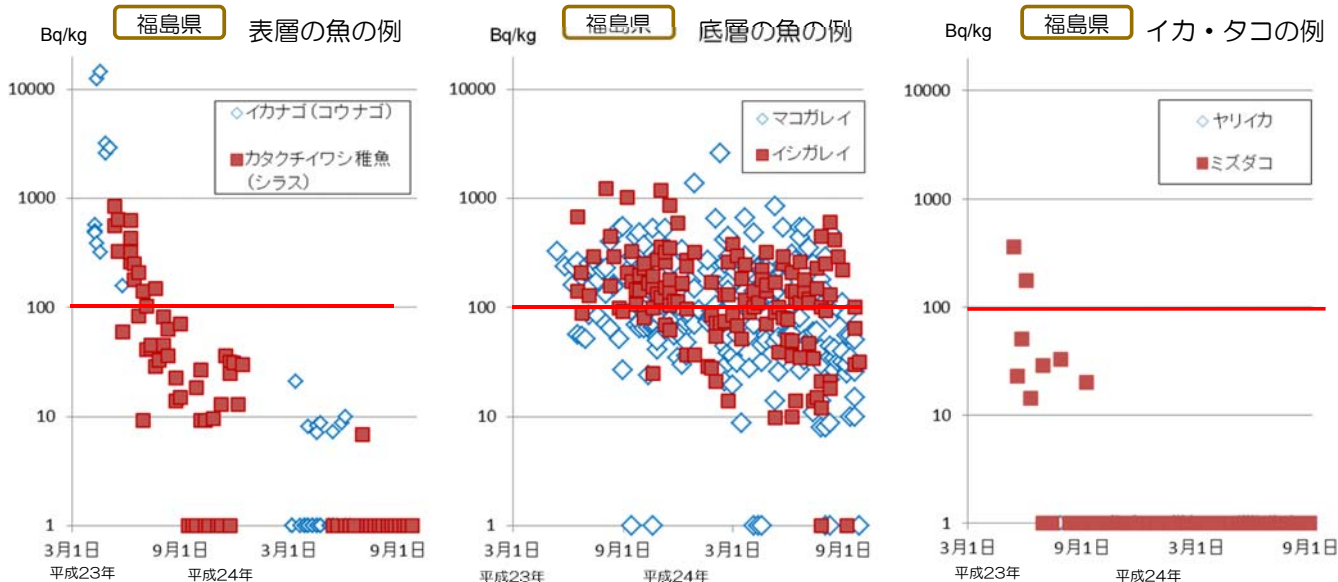 Bq/kg
福島県
表層の魚の例
10000
1000
100
10
1
◇イカナゴ(コウナゴ)
■カタクチイワシ稚魚
(シラス)
3月1日
9月1日
3月1日
9月1日
平成23年
平成24年
Bq/kg
福島県
底層の魚の例
10000
1000
100
10
1
◇マコガレイ
■イシガレイ
3月1日
9月1日
3月1日
9月1日
平成23年
平成24年
Bq/kg
福島県
イカ・タコの例
10000
1000
100
10
1
◇ヤリイカ
■ミズダコ
3月1日
9月1日
3月1日
9月1日
平成23年
平成24年